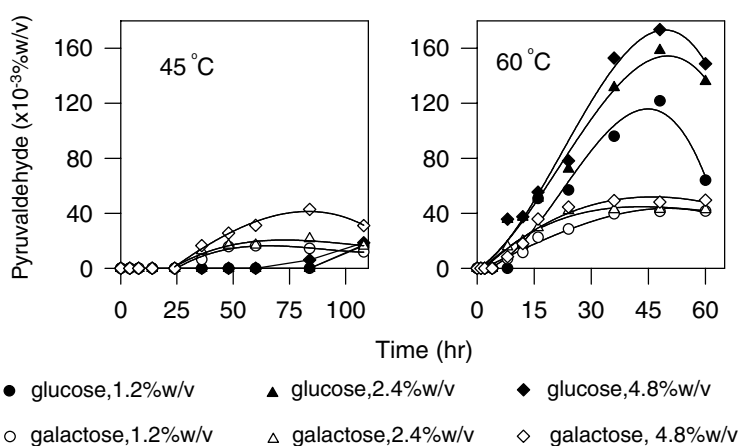 Pyruvaldehyde (x10⁻³%w/v)
160
120
80
40
0
45 °C
0 25 50 75 100
160
120
80
40
0
60 °C
0 15 30 45 60
Time (hr)
glucose,1.2%w/v glucose,2.4%w/v glucose,4.8%w/v
galactose,1.2%w/v galactose,2.4%w/v galactose, 4.8%w/v